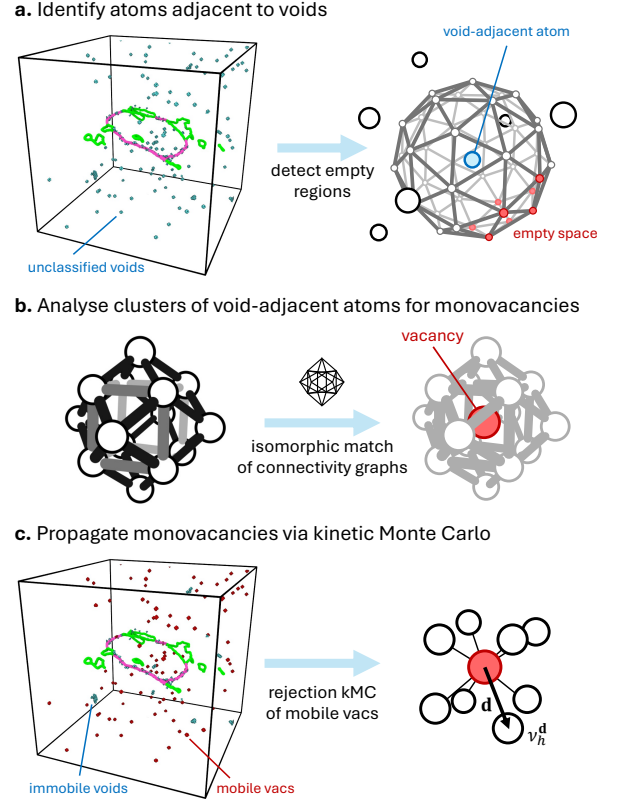 a. Identify atoms adjacent to voids
void-adjacent atom
detect empty
regions
empty space
unclassified voids
b. Analyse clusters of void-adjacent atoms for monovacancies
vacancy
isomorphic match
of connectivity graphs
c. Propagate monovacancies via kinetic Monte Carlo
rejection kMC
of mobile vacs
d
ν_h^d
immobile voids
mobile vacs